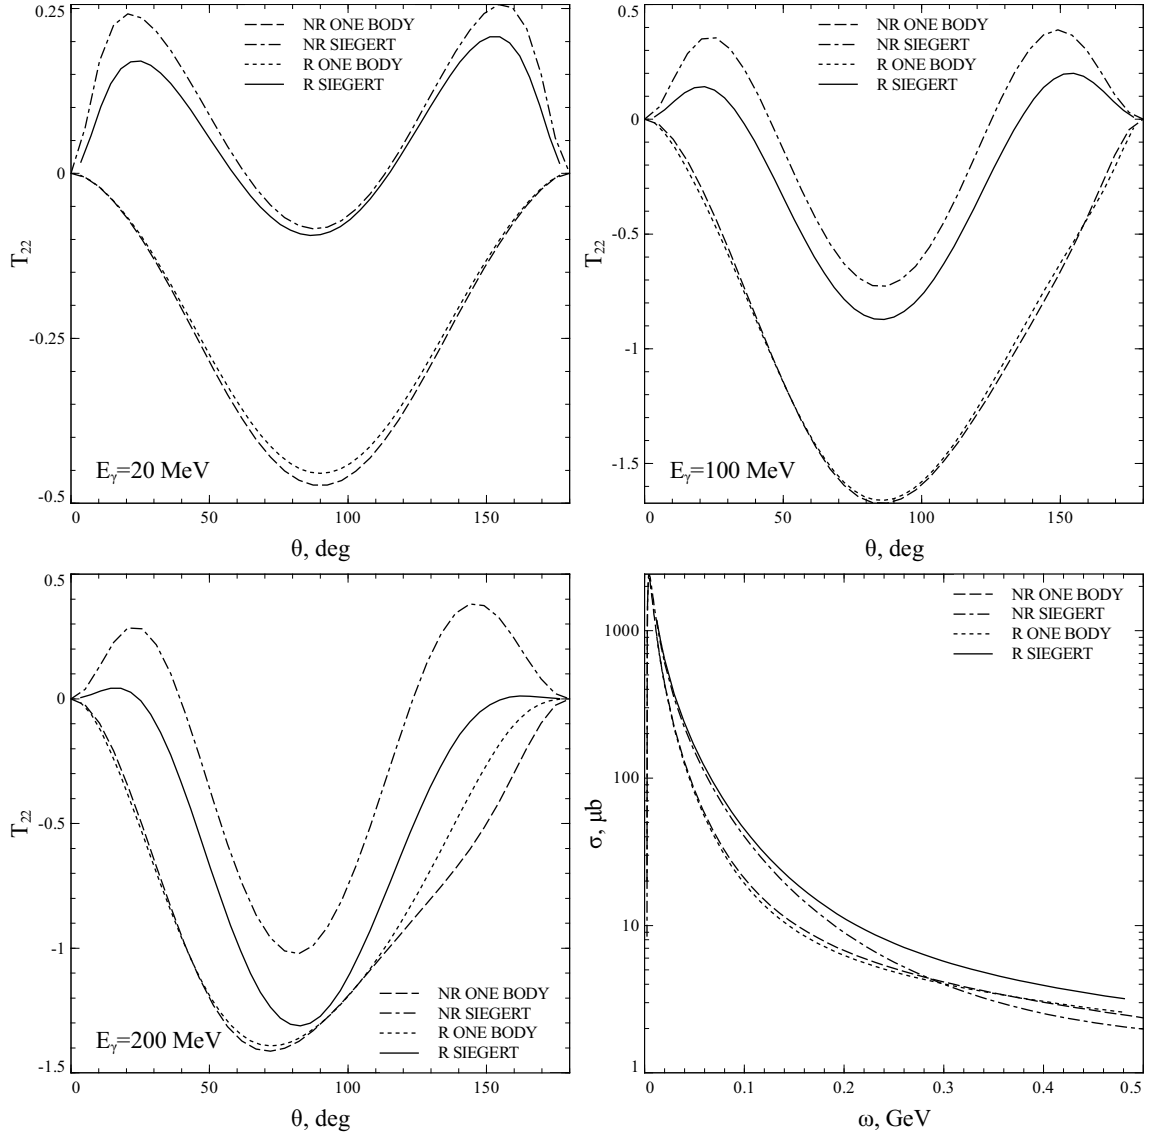 0.25
0
-0.25
-0.5
T22
NR ONE BODY
NR SIEGERT
R ONE BODY
R SIEGERT
Eγ=20 MeV
0 50 100 150
θ, deg
0.5
0
-0.5
-1
-1.5
T22
NR ONE BODY
NR SIEGERT
R ONE BODY
R SIEGERT
Eγ=100 MeV
0 50 100 150
θ, deg
0.5
0
-0.5
-1
-1.5
T22
NR ONE BODY
NR SIEGERT
R ONE BODY
R SIEGERT
Eγ=200 MeV
0 50 100 150
θ, deg
1000
100
10
1
σ, μb
NR ONE BODY
NR SIEGERT
R ONE BODY
R SIEGERT
0 0.1 0.2 0.3 0.4 0.5
ω, GeV